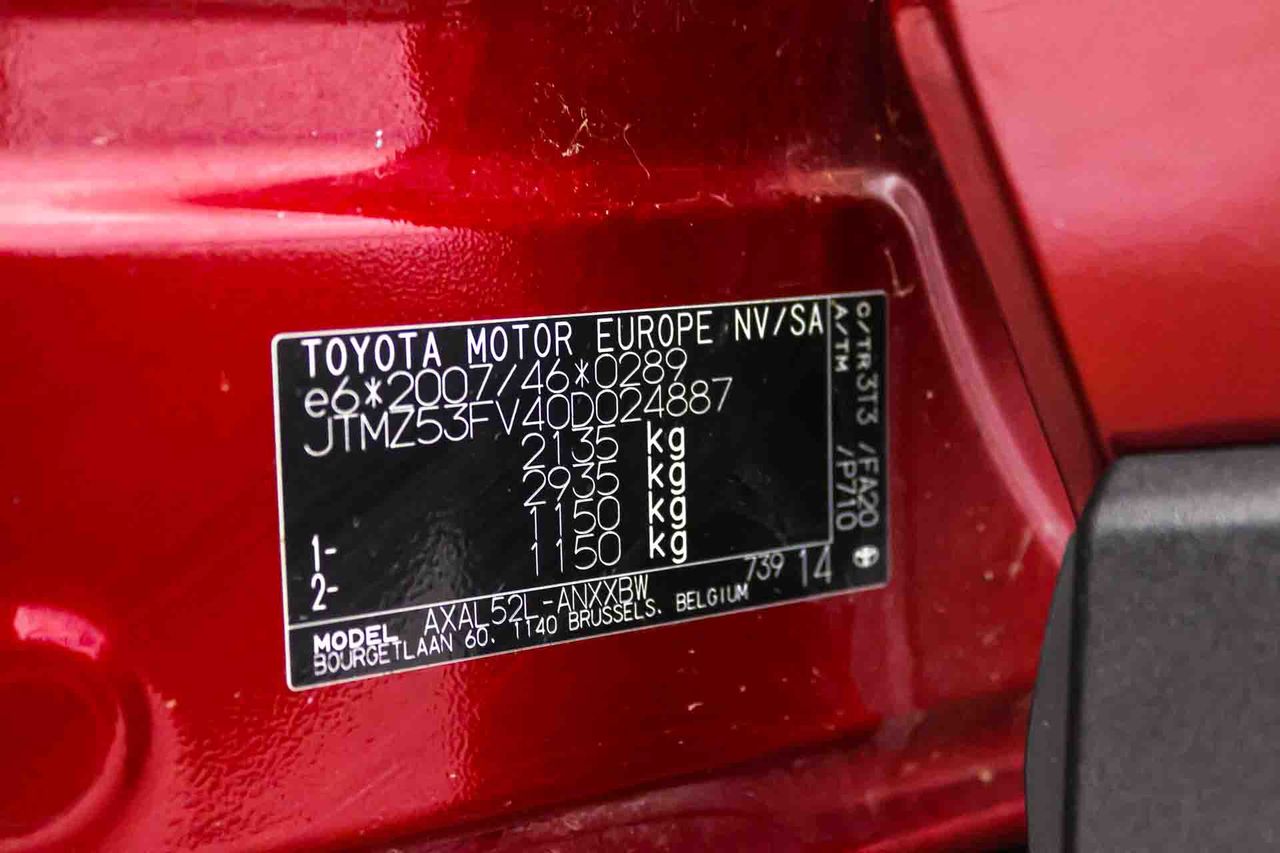 TOYOTA MOTOR EUROPE NV/SA
e6*2007/46*0289
JTMZ53FV40D024887
2135 kg
2935 kg
1- 1150 kg
2- 1150 kg
MODEL AXAL52L-ANXXBW 739 14
BOURGETLAAN 60, 1140 BRUSSELS, BELGIUM
C/TR 3T3 /FA20
A/TM /P710